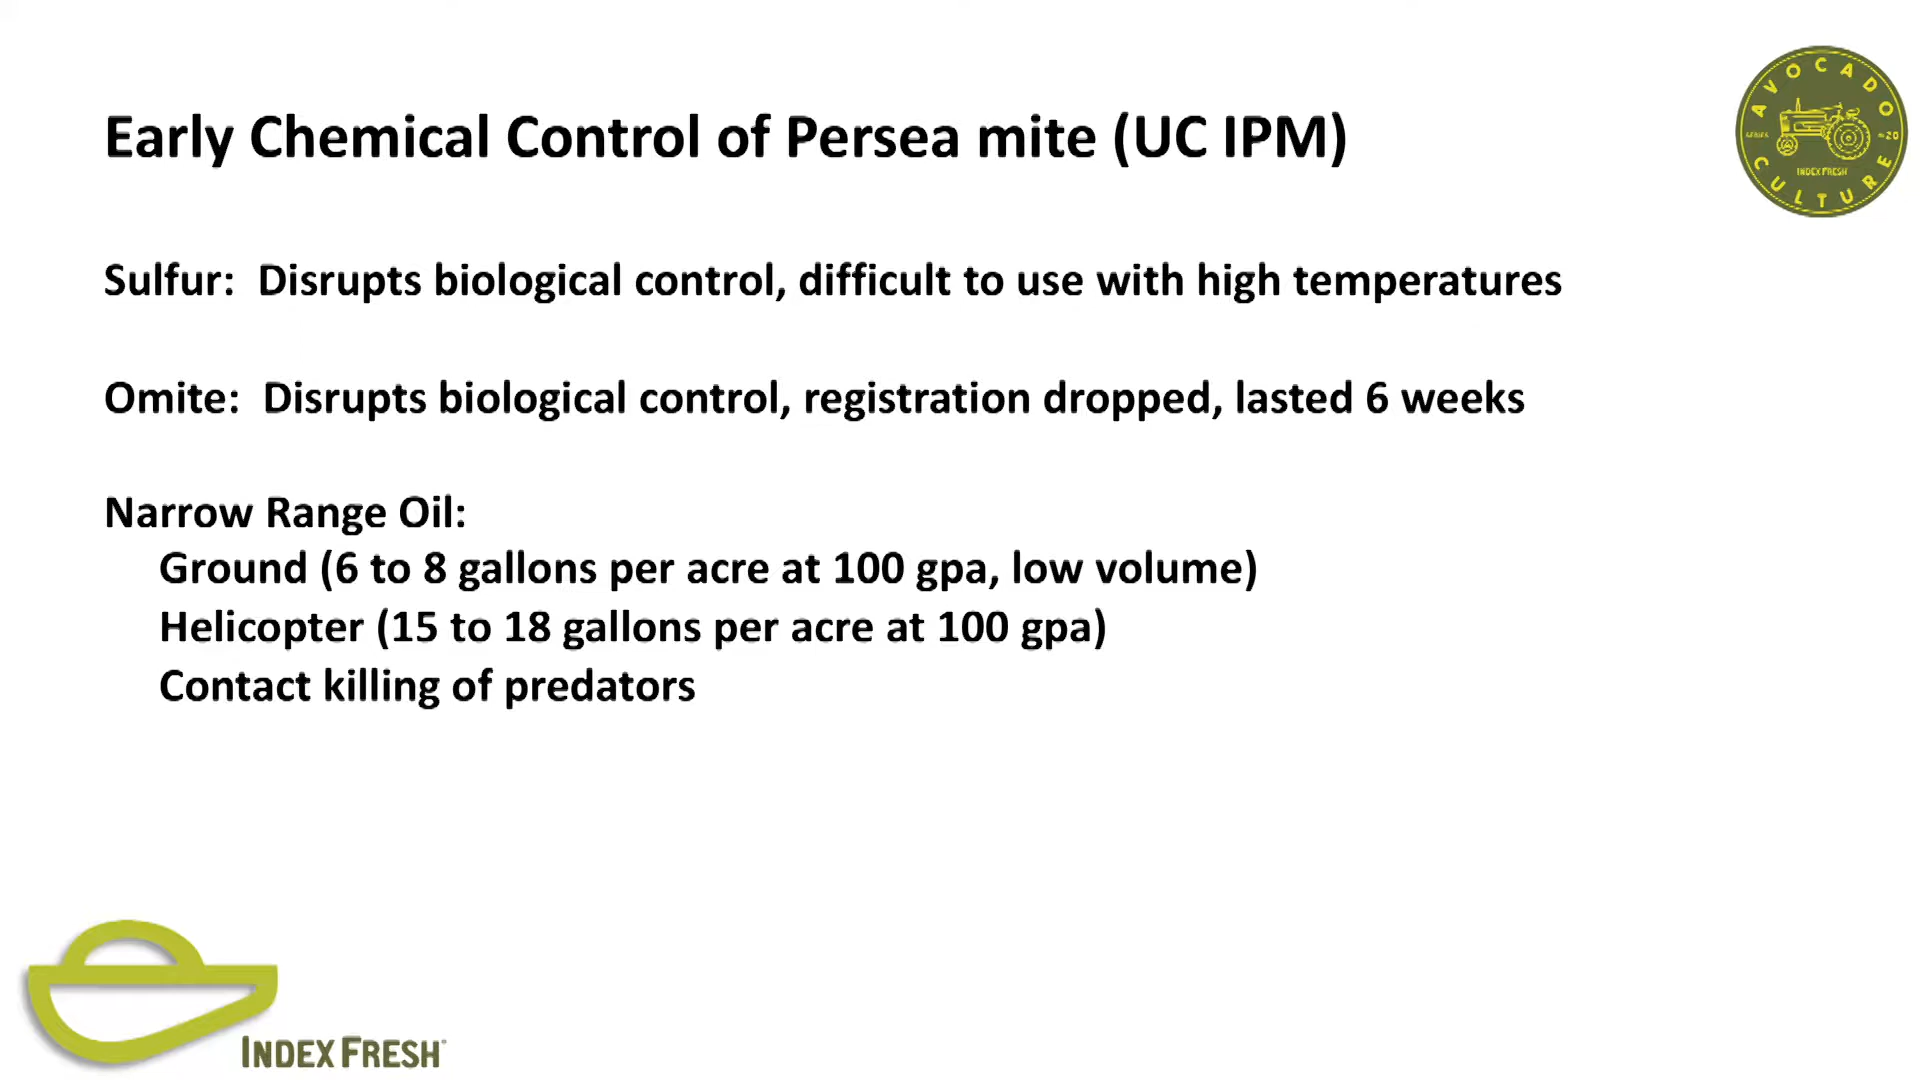 Early Chemical Control of Persea mite (UC IPM)
AVOCADO
SERIES
20
INDEX FRESH
CULTURE
Sulfur:  Disrupts biological control, difficult to use with high temperatures
Omite:  Disrupts biological control, registration dropped, lasted 6 weeks
Narrow Range Oil:
Ground (6 to 8 gallons per acre at 100 gpa, low volume)
Helicopter (15 to 18 gallons per acre at 100 gpa)
Contact killing of predators
INDEX FRESH